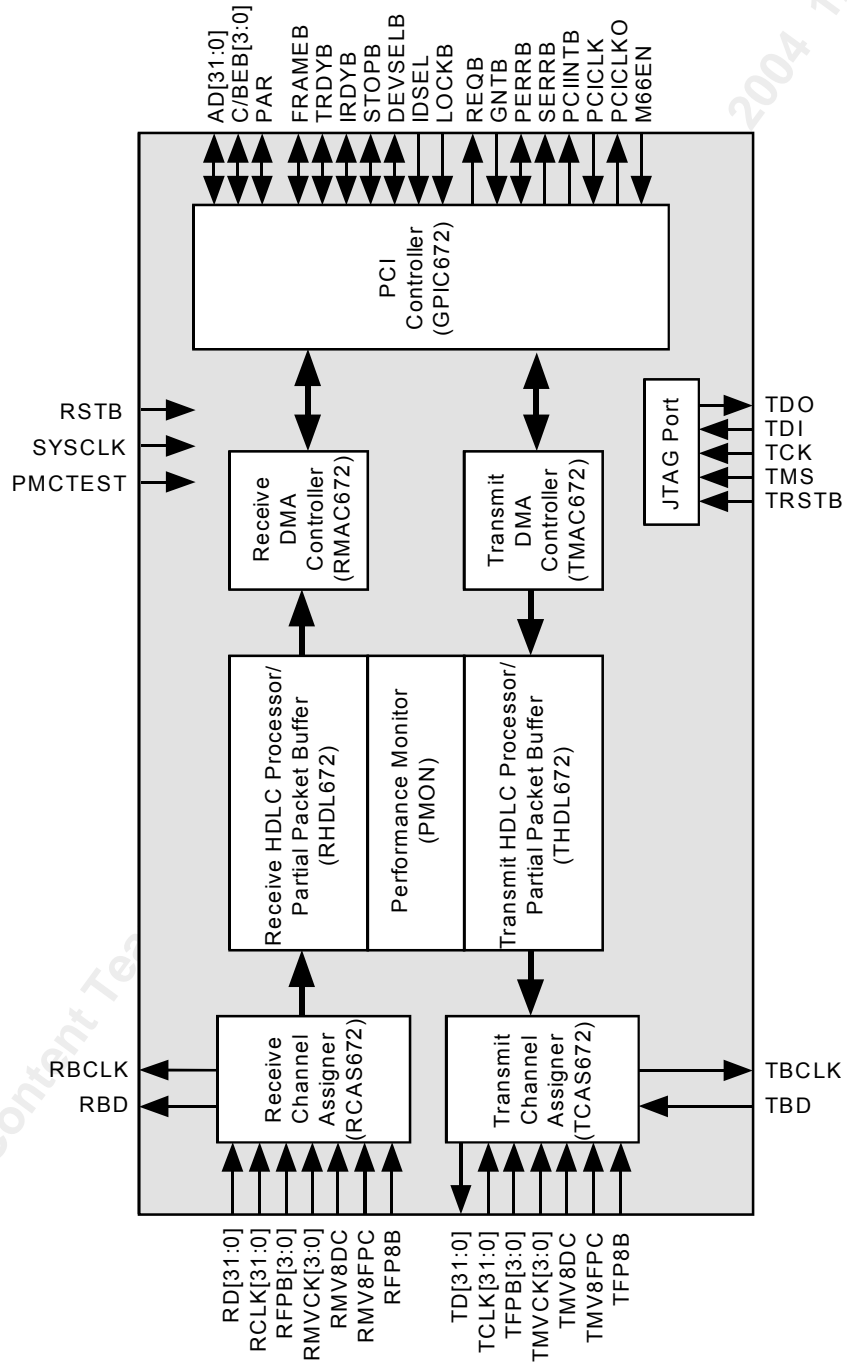 AD[31:0]
C/BEB[3:0]
PAR
FRAMEB
TRDYB
IRDYB
STOPB
DEVSELB
IDSEL
LOCKB
REQB
GNTB
PERRB
SERRB
PCIINTB
PCICLK
PCICLKO
M66EN
2004
PCI
Controller
(GPIC672)
RSTB
SYSCLK
PMCTEST
Receive
DMA
Controller
(RMAC672)
Transmit
DMA
Controller
(TMAC672)
JTAG Port
TDO
TDI
TCK
TMS
TRSTB
Receive HDLC Processor/
Partial Packet Buffer
(RHDL672)
Performance Monitor
(PMON)
Transmit HDLC Processor/
Partial Packet Buffer
(THDL672)
RBCLK
RBD
Receive
Channel
Assigner
(RCAS672)
Transmit
Channel
Assigner
(TCAS672)
TBCLK
TBD
RD[31:0]
RCLK[31:0]
RFPB[3:0]
RMVCK[3:0]
RMV8DC
RMV8FPC
RFP8B
TD[31:0]
TCLK[31:0]
TFPB[3:0]
TMVCK[3:0]
TMV8DC
TMV8FPC
TFP8B